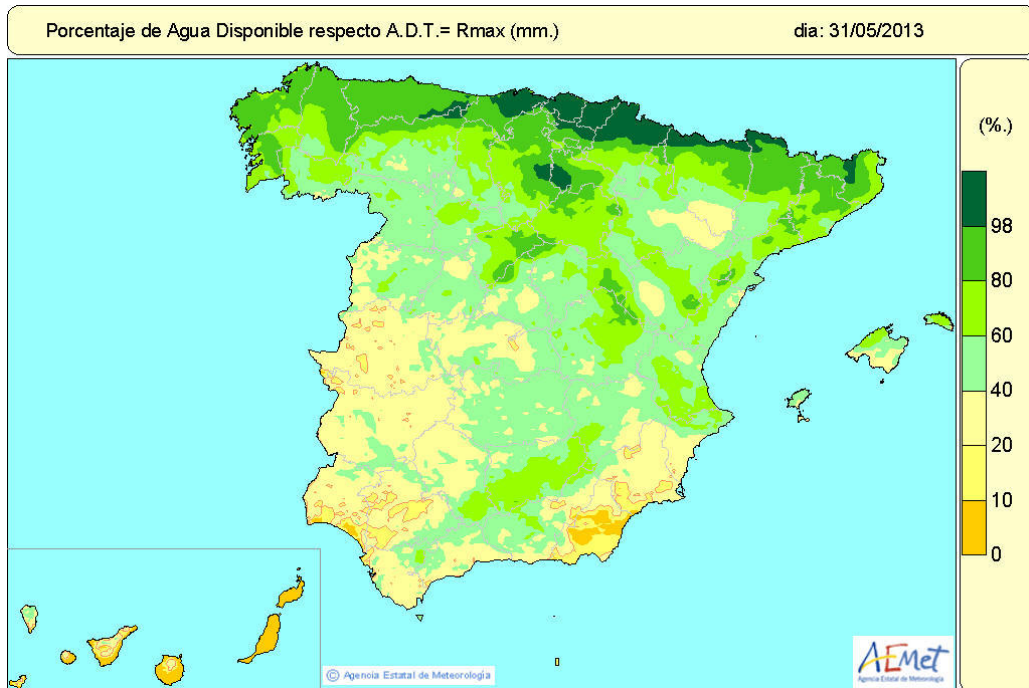 Porcentaje de Agua Disponible respecto A.D.T.= Rmax (mm.) dia: 31/05/2013
(%.)
98
80
60
40
20
10
0
© Agencia Estatal de Meteorología
AEMet
Agencia Estatal de Meteorología